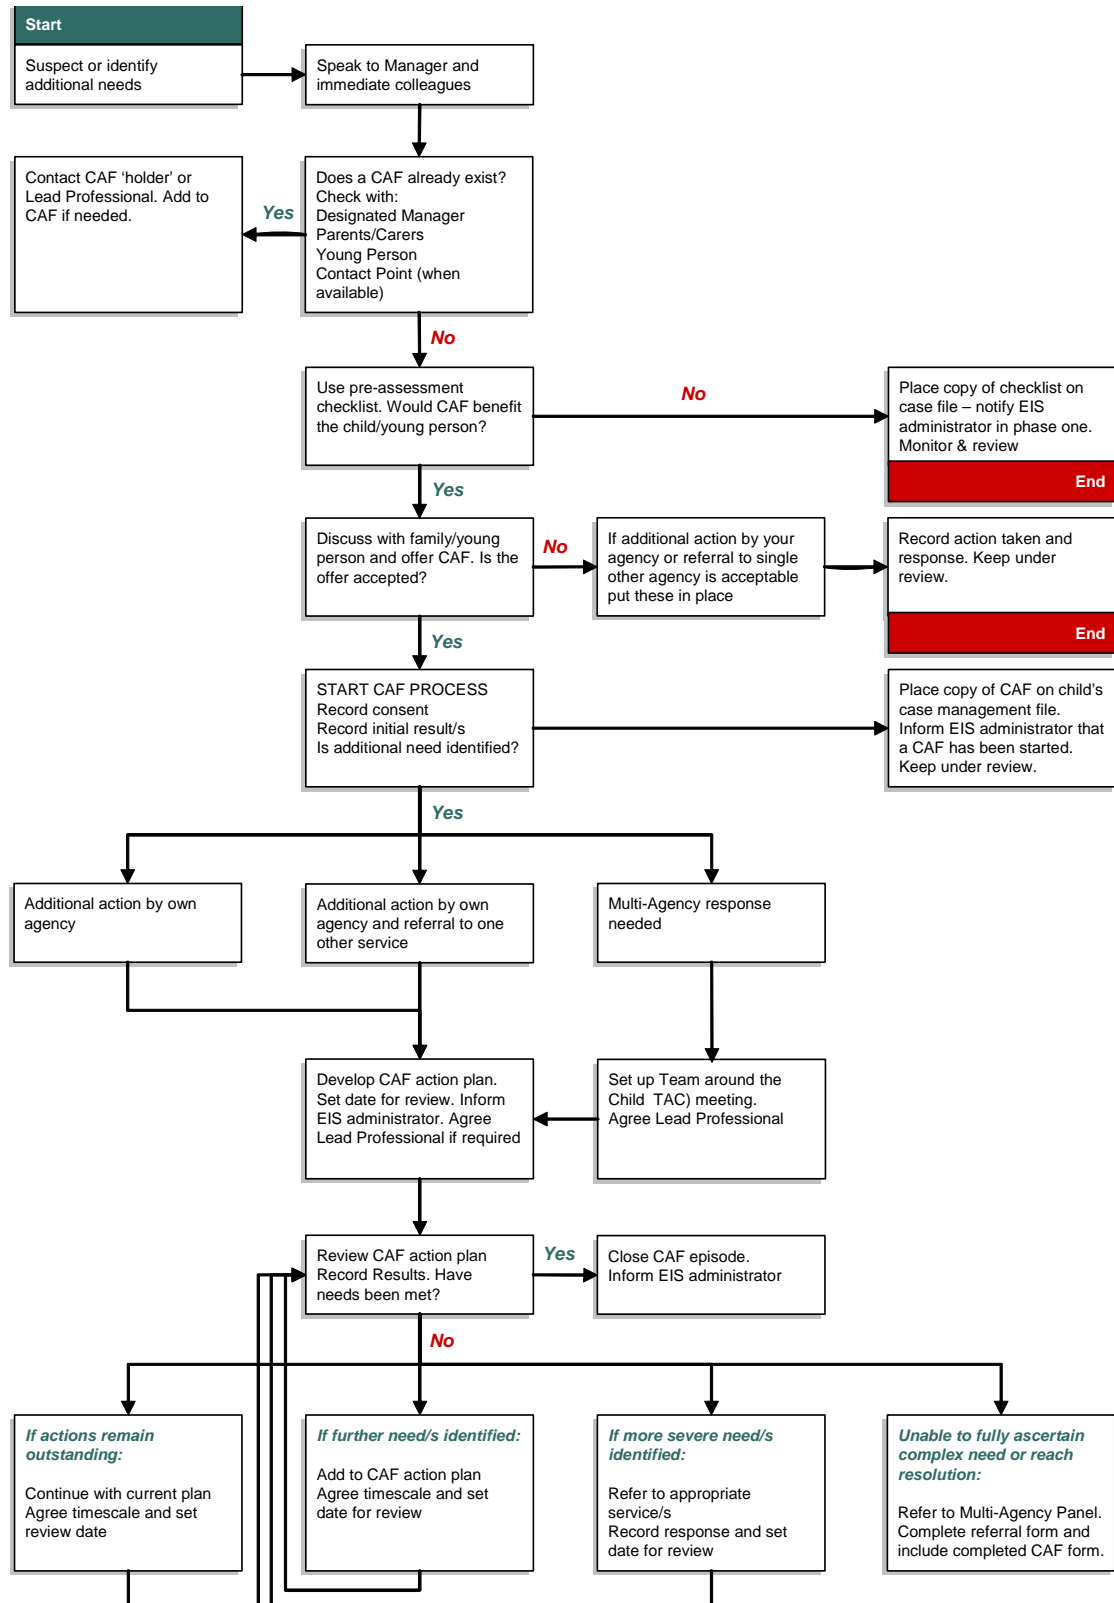 Start
Suspect or identify
additional needs
Speak to Manager and
immediate colleagues
Contact CAF ‘holder’ or
Lead Professional. Add to
CAF if needed.
Yes
Does a CAF already exist?
Check with:
Designated Manager
Parents/Carers
Young Person
Contact Point (when
available)
No
Use pre-assessment
checklist. Would CAF benefit
the child/young person?
No
Place copy of checklist on
case file – notify EIS
administrator in phase one.
Monitor & review
End
Yes
Discuss with family/young
person and offer CAF. Is the
offer accepted?
No
If additional action by your
agency or referral to single
other agency is acceptable
put these in place
Record action taken and
response. Keep under
review.
End
Yes
START CAF PROCESS
Record consent
Record initial result/s
Is additional need identified?
Place copy of CAF on child’s
case management file.
Inform EIS administrator that
a CAF has been started.
Keep under review.
Yes
Additional action by own
agency
Additional action by own
agency and referral to one
other service
Multi-Agency response
needed
Develop CAF action plan.
Set date for review. Inform
EIS administrator. Agree
Lead Professional if required
Set up Team around the
Child  TAC) meeting.
Agree Lead Professional
Review CAF action plan
Record Results. Have
needs been met?
Yes
Close CAF episode.
Inform EIS administrator
No
If actions remain
outstanding:
Continue with current plan
Agree timescale and set
review date
If further need/s identified:
Add to CAF action plan
Agree timescale and set
date for review
If more severe need/s
identified:
Refer to appropriate
service/s
Record response and set
date for review
Unable to fully ascertain
complex need or reach
resolution:
Refer to Multi-Agency Panel.
Complete referral form and
include completed CAF form.